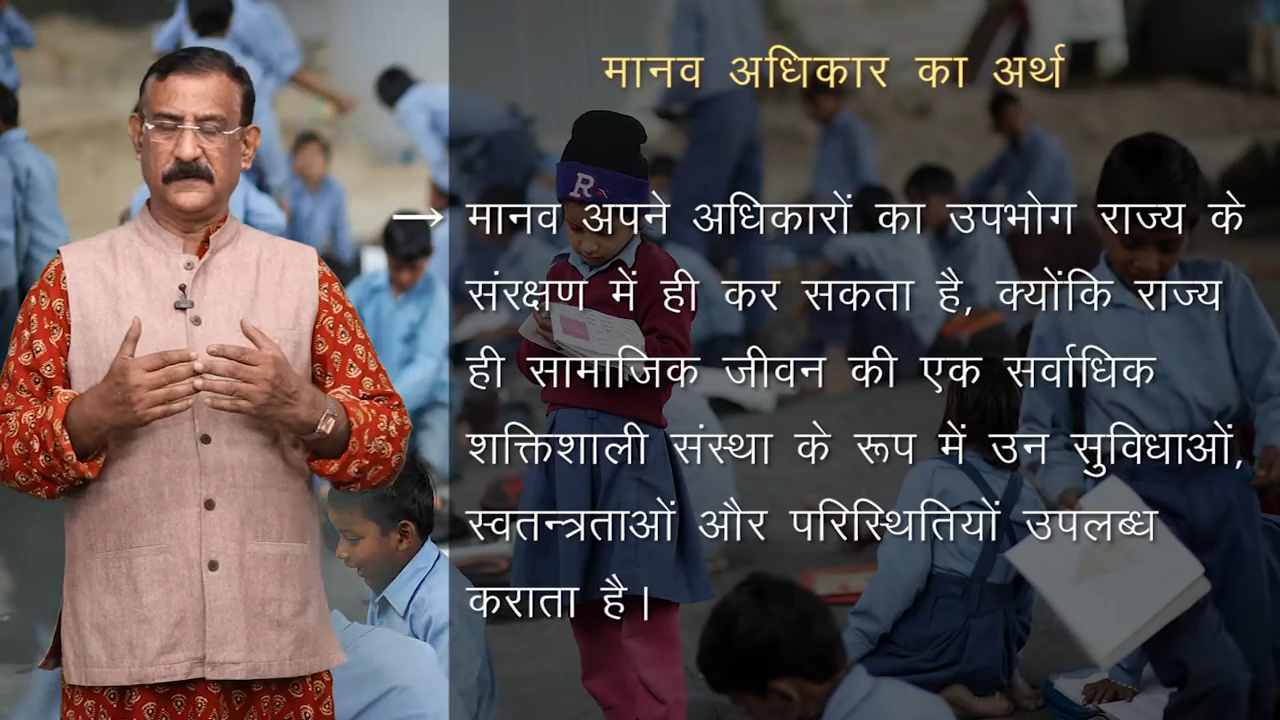 मानव अधिकार का अर्थ
R
→ मानव अपने अधिकारों का उपभोग राज्य के
संरक्षण में ही कर सकता है, क्योंकि राज्य
ही सामाजिक जीवन की एक सर्वाधिक
शक्तिशाली संस्था के रूप में उन सुविधाओं,
स्वतन्त्रताओं और परिस्थितियों उपलब्ध
कराता है।